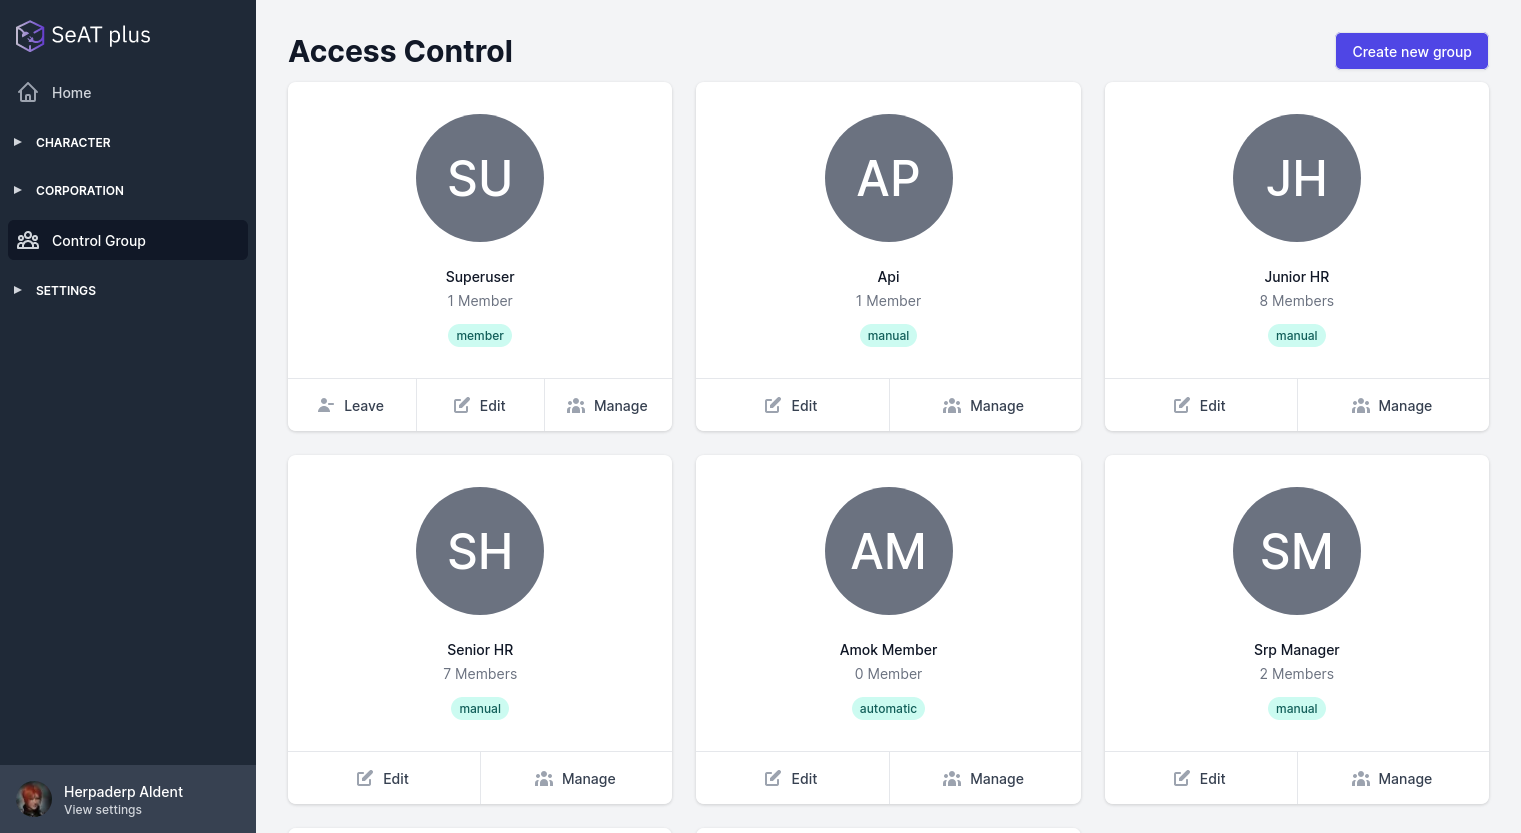 SeAT plus
Home
CHARACTER
CORPORATION
Control Group
SETTINGS
Herpaderp Aldent
View settings
Access Control
Create new group
SU
Superuser
1 Member
member
Leave
Edit
Manage
AP
Api
1 Member
manual
Edit
Manage
JH
Junior HR
8 Members
manual
Edit
Manage
SH
Senior HR
7 Members
manual
Edit
Manage
AM
Amok Member
0 Member
automatic
Edit
Manage
SM
Srp Manager
2 Members
manual
Edit
Manage